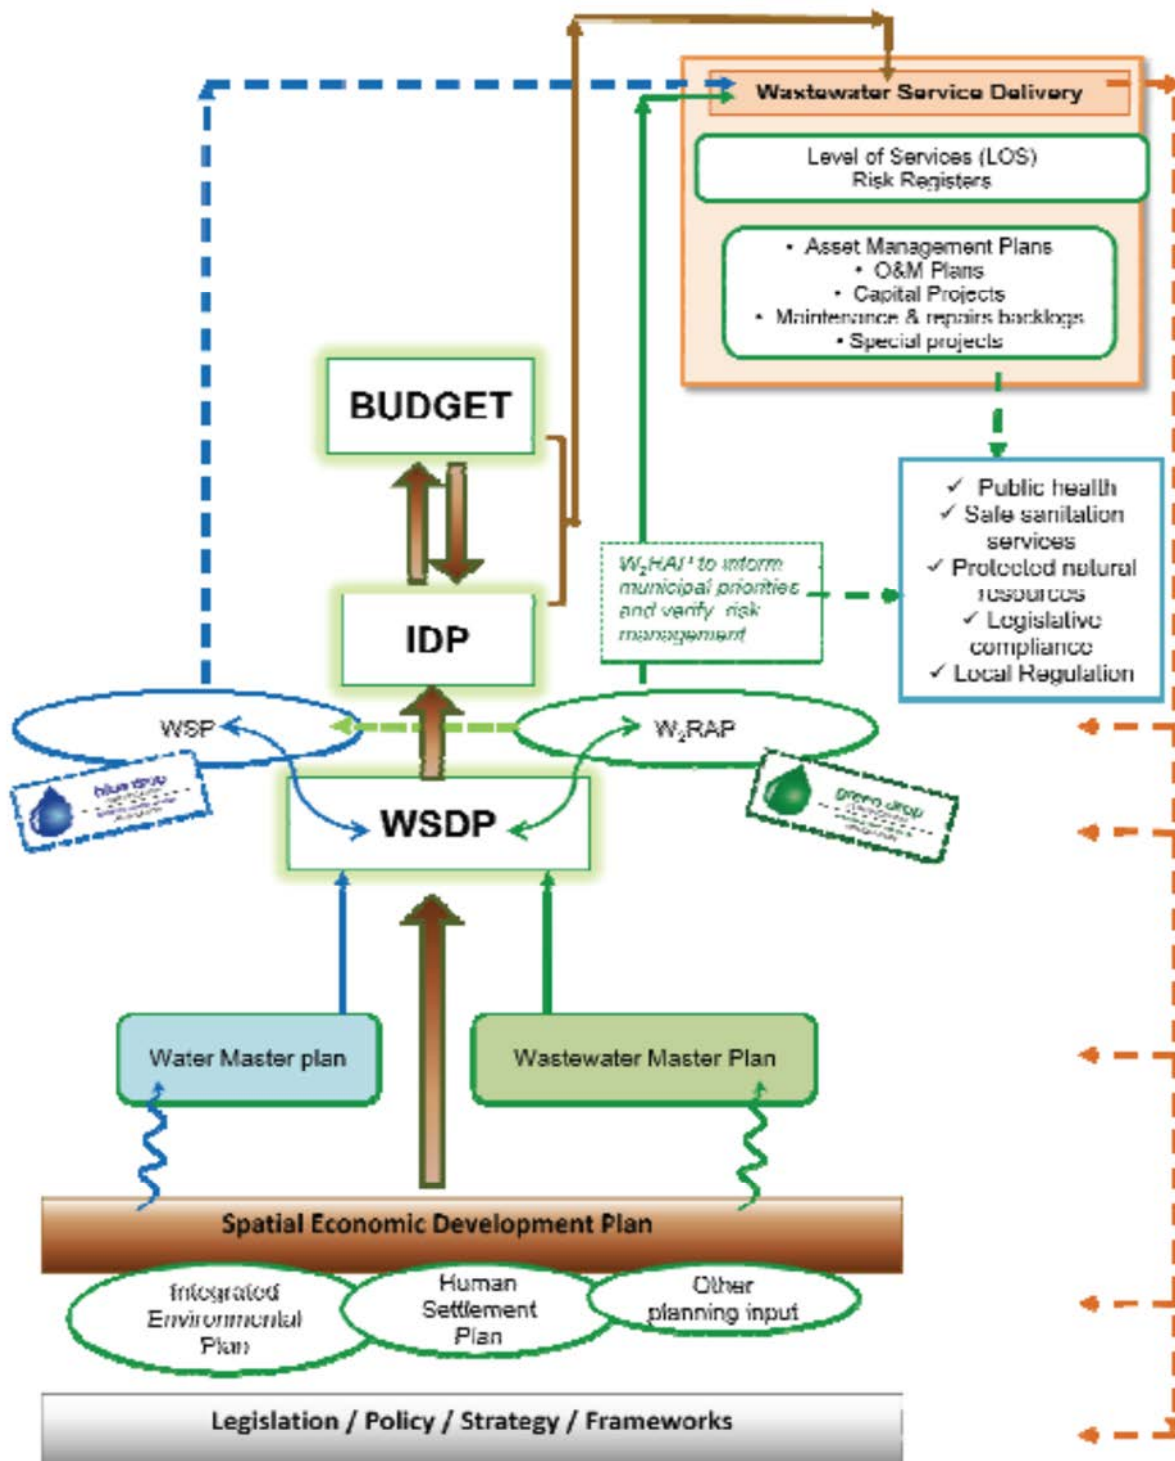 Wastewater Service Delivery
Level of Services (LOS)
Risk Registers
• Asset Management Plans
• O&M Plans
• Capital Projects
• Maintenance & repairs backlogs
• Special projects
BUDGET
✓ Public health
✓ Safe sanitation
services
✓ Protected natural
resources
✓ Legislative
compliance
✓ Local Regulation
W₂RAP to inform
municipal priorities
and verify risk
management
IDP
WSP
W₂RAP
blue drop
green drop
WSDP
Water Master plan
Wastewater Master Plan
Spatial Economic Development Plan
Integrated
Environmental
Plan
Human
Settlement
Plan
Other
planning input
Legislation / Policy / Strategy / Frameworks